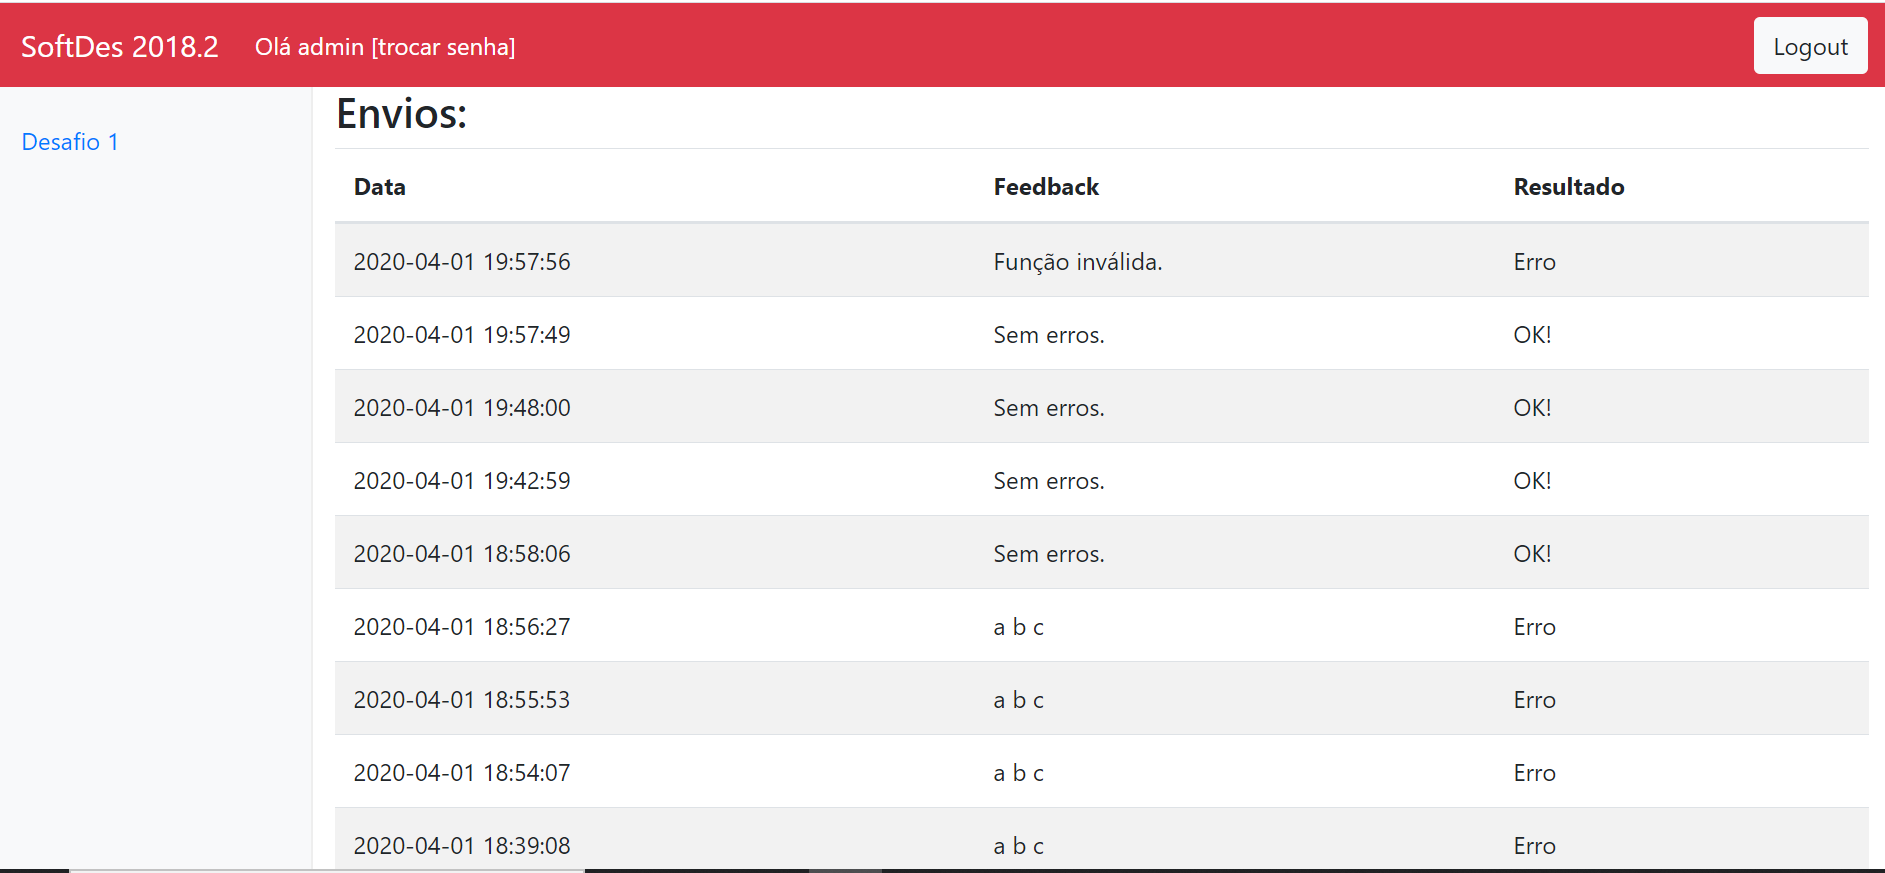 SoftDes 2018.2 Olá admin [trocar senha] Logout
Desafio 1
Envios:
Data Feedback Resultado
2020-04-01 19:57:56 Função inválida. Erro
2020-04-01 19:57:49 Sem erros. OK!
2020-04-01 19:48:00 Sem erros. OK!
2020-04-01 19:42:59 Sem erros. OK!
2020-04-01 18:58:06 Sem erros. OK!
2020-04-01 18:56:27 a b c Erro
2020-04-01 18:55:53 a b c Erro
2020-04-01 18:54:07 a b c Erro
2020-04-01 18:39:08 a b c Erro